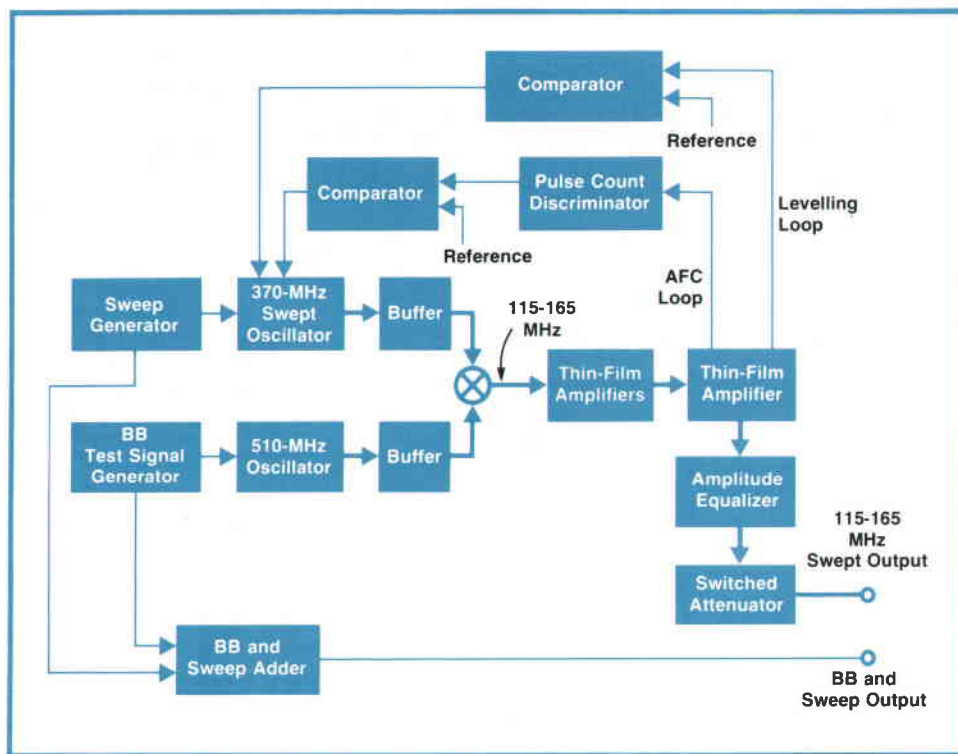 Comparator
Reference
Comparator
Pulse Count
Discriminator
Reference
Levelling
Loop
AFC
Loop
Sweep
Generator
370-MHz
Swept
Oscillator
Buffer
115-165
MHz
Thin-Film
Amplifiers
Thin-Film
Amplifier
BB
Test Signal
Generator
510-MHz
Oscillator
Buffer
Amplitude
Equalizer
115-165
MHz
Swept Output
Switched
Attenuator
BB and
Sweep Adder
BB and
Sweep Output